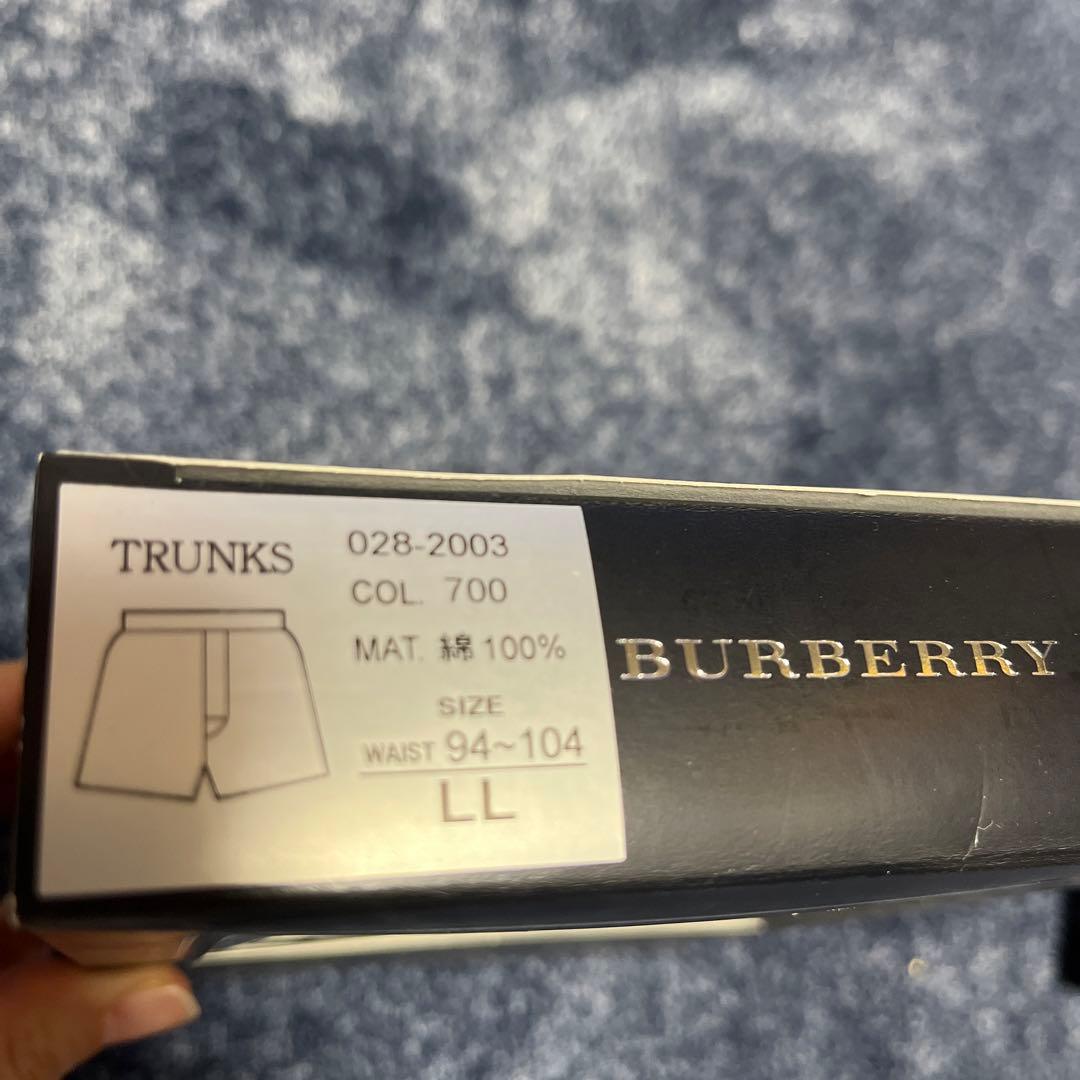 TRUNKS
028-2003
COL. 700
MAT. 綿 100%
SIZE
WAIST 94~104
LL
BURBERRY